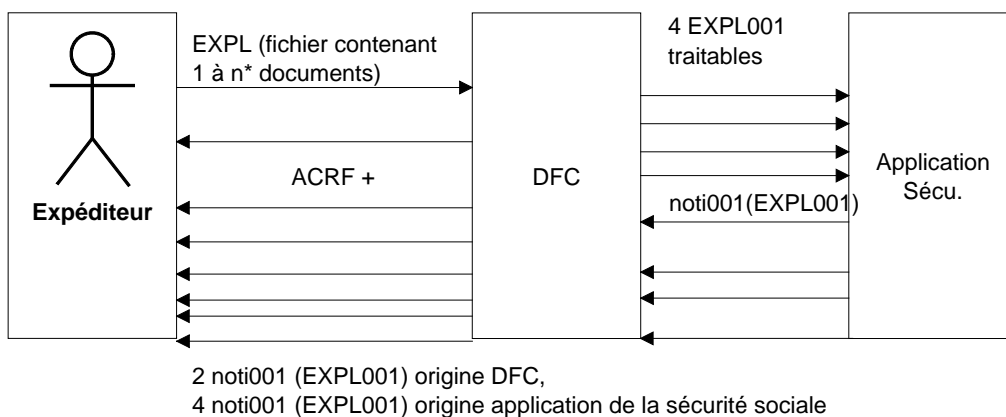 EXPL (fichier contenant
1 à n* documents)
4 EXPL001
traitables
ACRF +
DFC
Application
Sécu.
Expéditeur
noti001(EXPL001)
2 noti001 (EXPL001) origine DFC,
4 noti001 (EXPL001) origine application de la sécurité sociale